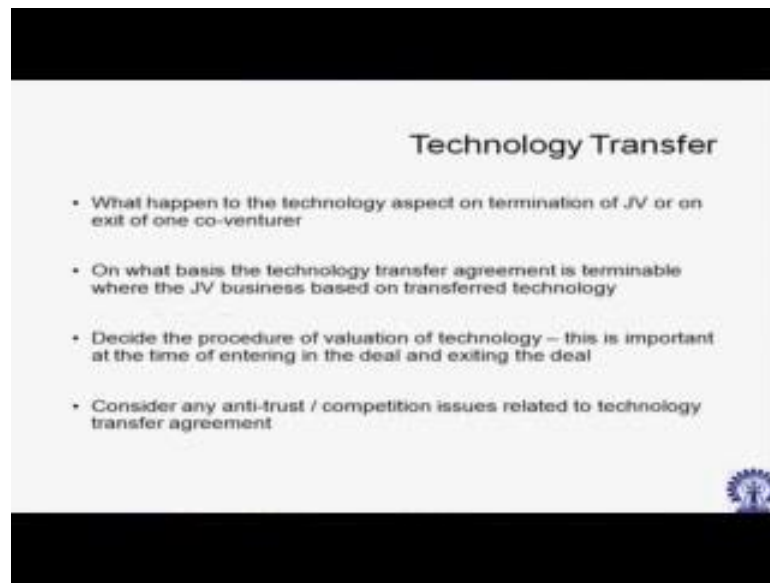 Technology Transfer
• What happen to the technology aspect on termination of JV or on
exit of one co-venturer
• On what basis the technology transfer agreement is terminable
where the JV business based on transferred technology
• Decide the procedure of valuation of technology – this is important
at the time of entering in the deal and exiting the deal
• Consider any anti-trust / competition issues related to technology
transfer agreement